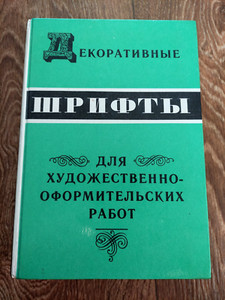 ДЕКОРАТИВНЫЕ
ШРИФТЫ
ДЛЯ
ХУДОЖЕСТВЕННО-
ОФОРМИТЕЛЬСКИХ
РАБОТ